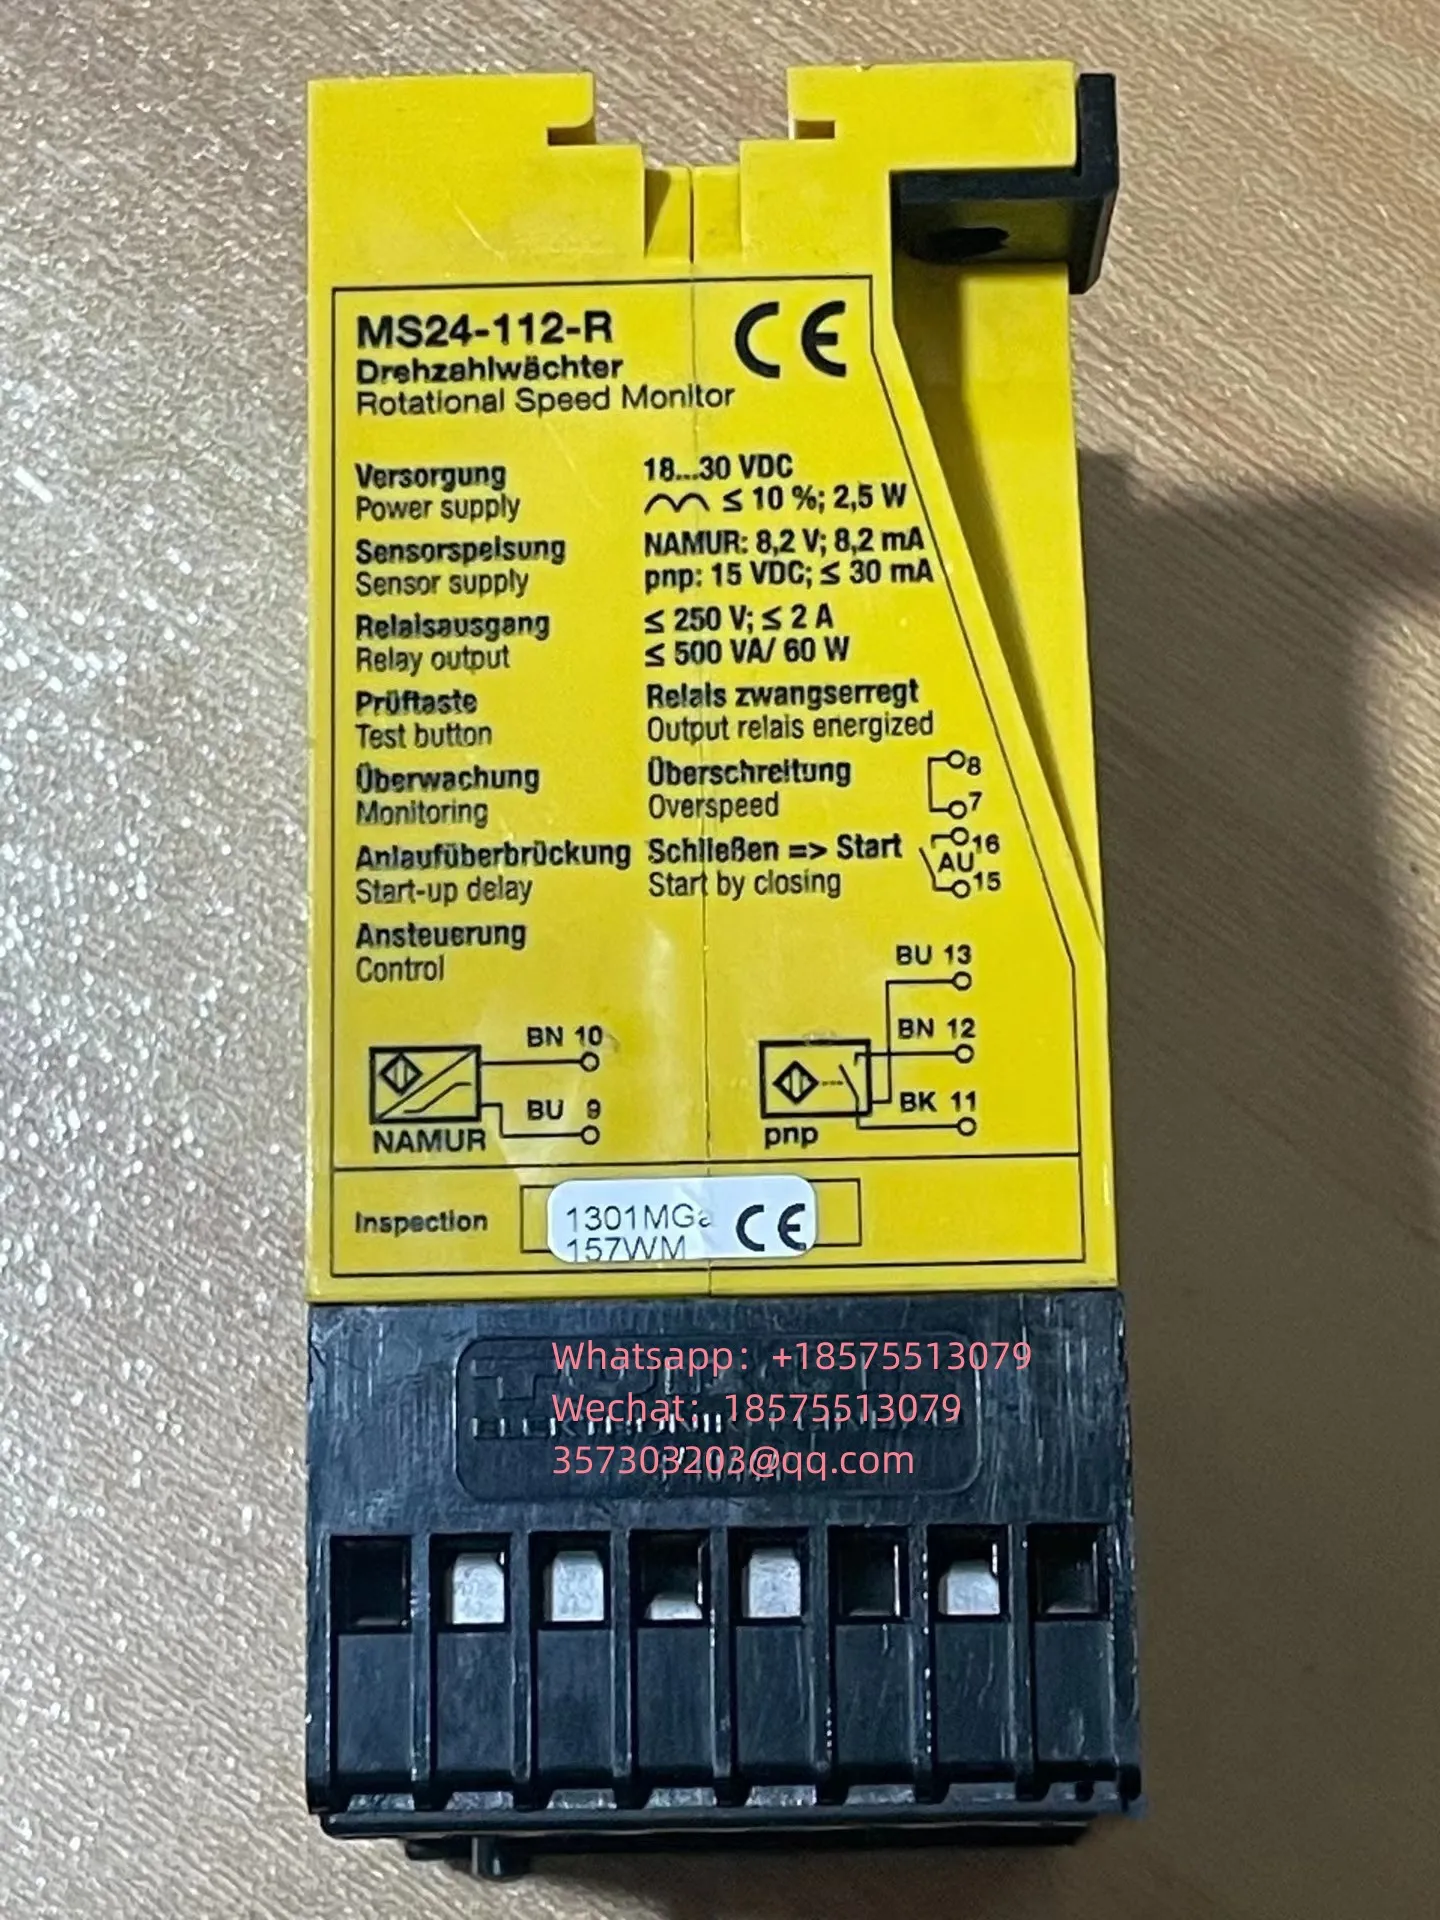 MS24-112-R
CE
Drehzahlwächter
Rotational Speed Monitor
Versorgung 18...30 VDC
Power supply ≤ 10 %; 2,5 W
Sensorspeisung NAMUR: 8,2 V; 8,2 mA
Sensor supply pnp: 15 VDC; ≤ 30 mA
Relaisausgang ≤ 250 V; ≤ 2 A
Relay output ≤ 500 VA/ 60 W
Prüftaste Relais zwangserregt
Test button Output relais energized
Überwachung Überschreitung 8
Monitoring Overspeed 7
Anlaufüberbrückung Schließen => Start 16
AU
Start-up delay Start by closing 15
Ansteuerung
Control
BU 13
BN 10 BN 12
BU 9 BK 11
NAMUR pnp
Inspection 1301MGa CE
157WM
Whatsapp: +18575513079
Wechat: 18575513079
357303203@qq.com